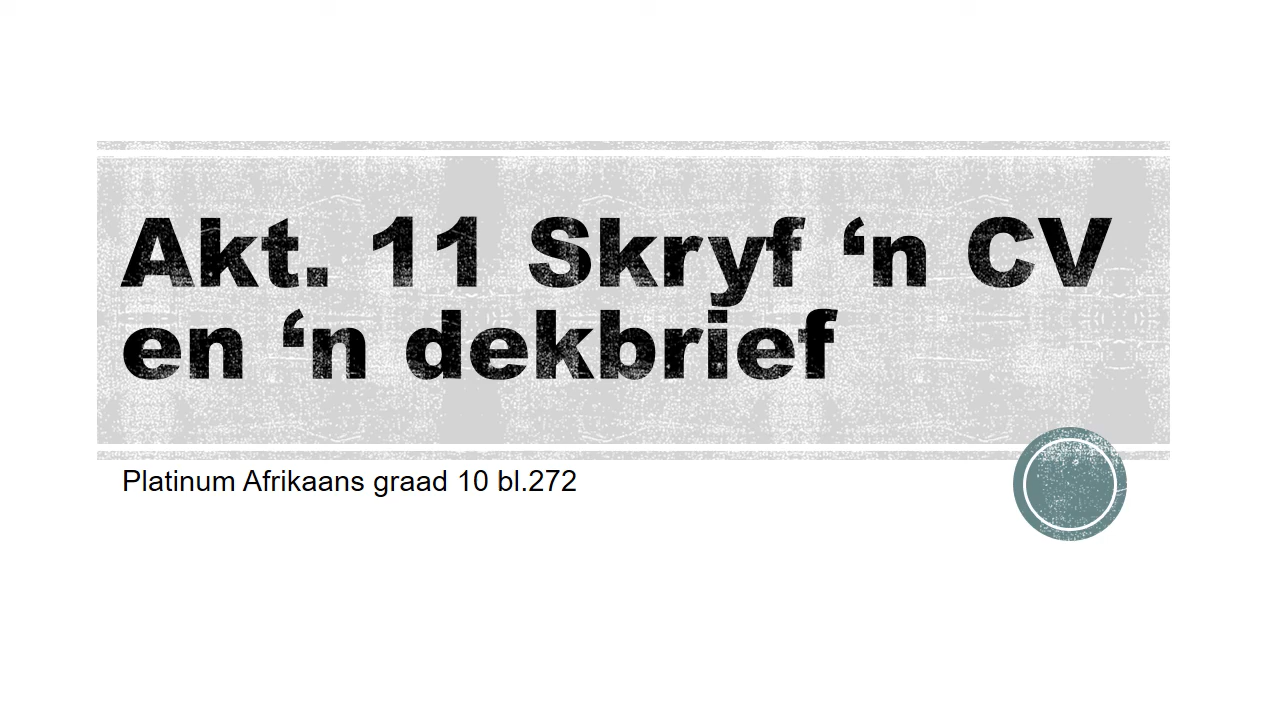 Akt. 11 Skryf ‘n CV
en ‘n dekbrief
Platinum Afrikaans graad 10 bl.272